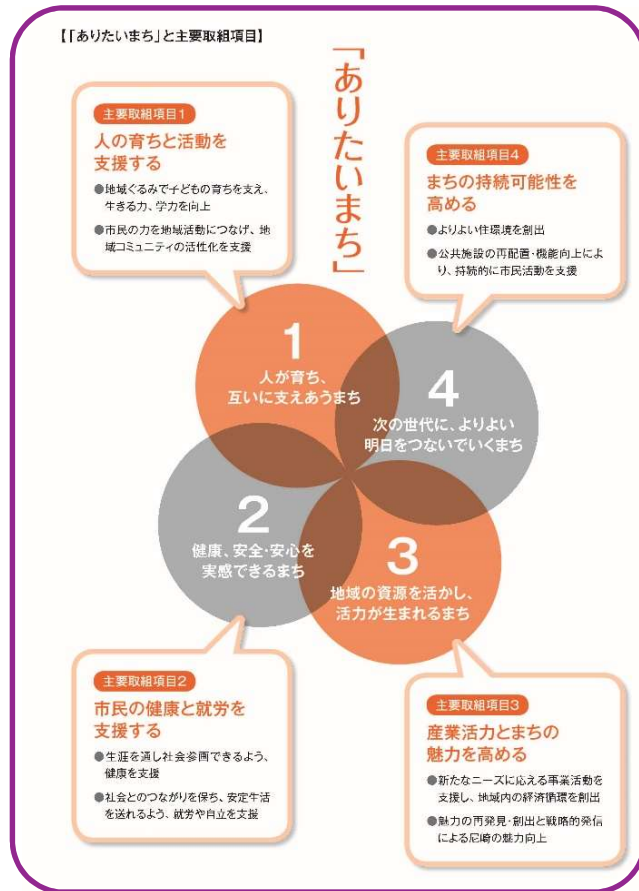 【「ありたいまち」と主要取組項目】
「ありたいまち」
主要取組項目1
人の育ちと活動を
支援する
●地域ぐるみで子どもの育ちを支え、
生きる力、学力を向上
●市民の力を地域活動につなげ、地
域コミュニティの活性化を支援
主要取組項目4
まちの持続可能性を
高める
●よりよい性環境を創出
●公共施設の再配置・機能向上によ
り、持続的に市民活動を支援
1
人が育ち、
互いに支えあうまち
4
次の世代に、よりよい
明日をつないでいくまち
2
健康、安全・安心を
実感できるまち
3
地域の資源を活かし、
活力が生まれるまち
主要取組項目2
市民の健康と就労を
支援する
●生涯を通し社会参画できるよう、
健康を支援
●社会とのつながりを保ち、安定生活
を送れるよう、就労や自立を支援
主要取組項目3
産業活力とまちの
魅力を高める
●新たなニーズに応える事業活動を
支援し、地域内の経済循環を創出
●魅力の再発見・創出と戦略的発信
による尼崎の魅力向上